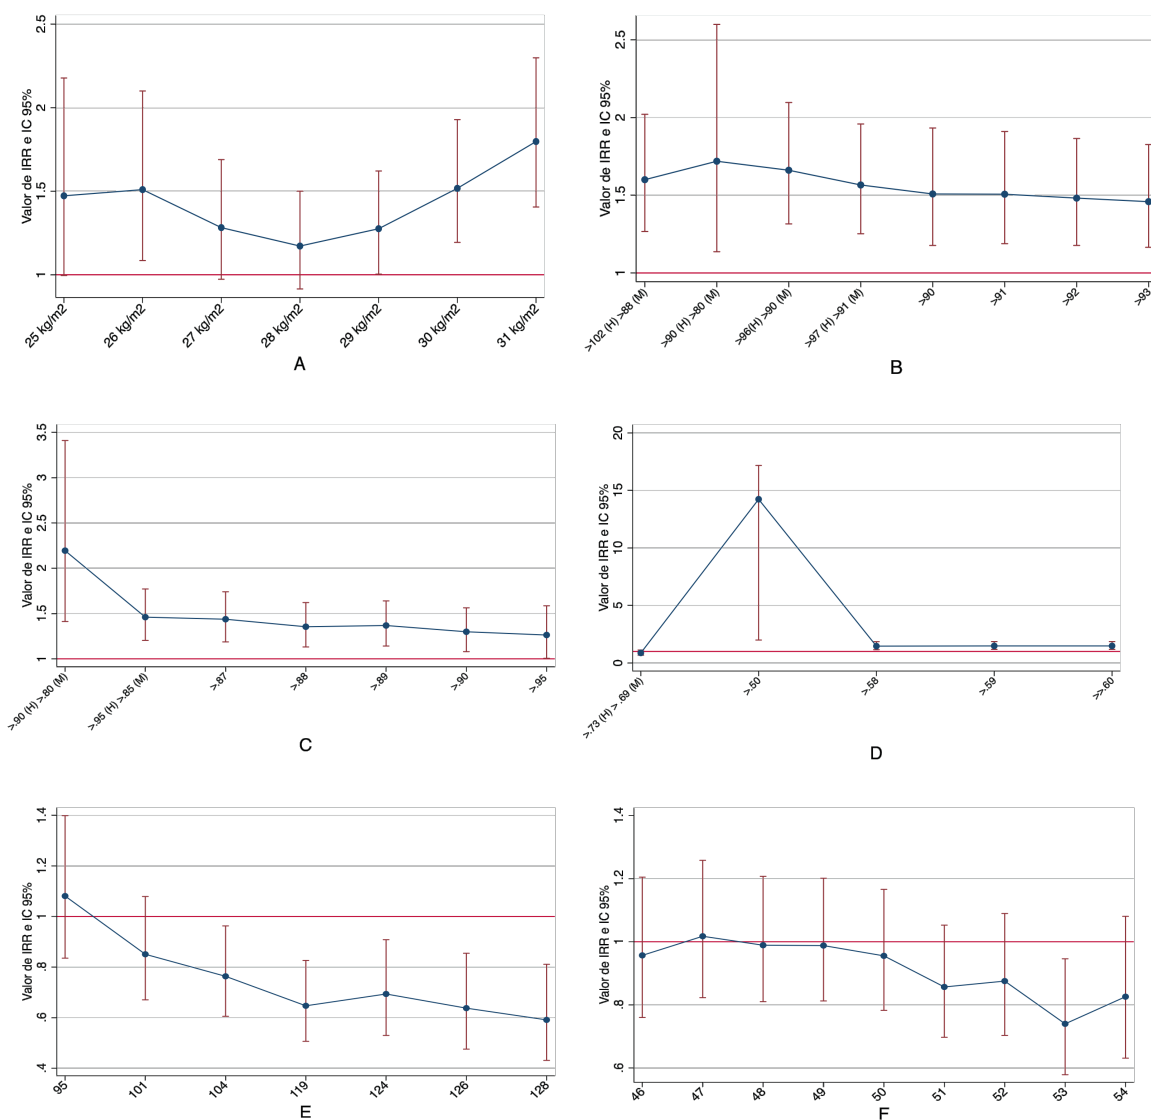 Valor de IRR e IC 95%
2.5
2
1.5
1
25 kg/m2
26 kg/m2
27 kg/m2
28 kg/m2
29 kg/m2
30 kg/m2
31 kg/m2
A
Valor de IRR e IC 95%
2.5
2
1.5
1
>102 (H) >88 (M)
>90 (H) >80 (M)
>96(H) >90 (M)
>97 (H) >91 (M)
>90
>91
>92
>93
B
Valor de IRR e IC 95%
3.5
3
2.5
2
1.5
1
>.90 (H) >.80 (M)
>.95 (H) >.85 (M)
>.67
>.88
>.89
>.90
>.95
C
Valor de IRR e IC 95%
20
15
10
5
0
>.73 (H) > .69 (M)
>.50
>.58
>.59
>>.60
D
Valor de IRR e IC 95%
1.4
1.2
1
.8
.6
.4
95
101
104
119
124
126
128
E
Valor de IRR e IC 95%
1.4
1.2
1
.8
.6
46
47
48
49
50
51
52
53
54
F